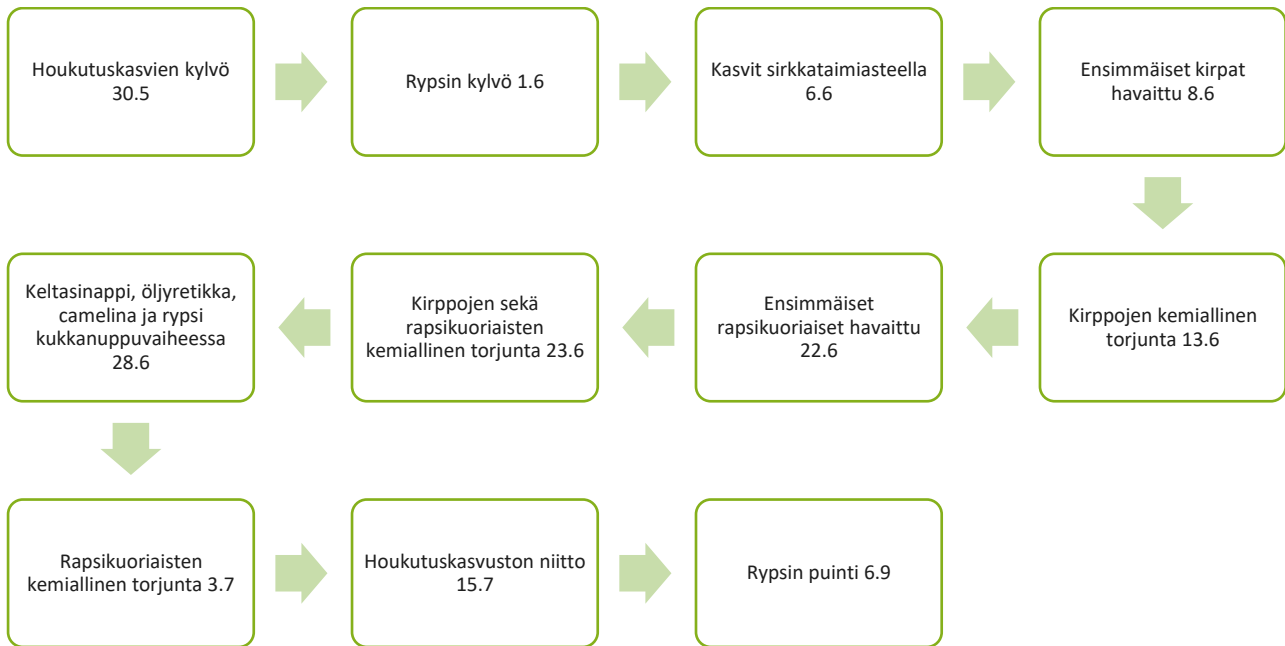 Houkutuskasvien kylvö
30.5
Rypsin kylvö 1.6
Kasvit sirkkataimiasteella
6.6
Ensimmäiset kirpat
havaittu 8.6
Kirppojen kemiallinen
torjunta 13.6
Ensimmäiset
rapsikuoriaiset havaittu
22.6
Kirppojen sekä
rapsikuoriaisten
kemiallinen torjunta 23.6
Keltasinappi, öljyretikka,
camelina ja rypsi
kukkanuppuvaiheessa
28.6
Rapsikuoriaisten
kemiallinen torjunta 3.7
Houkutuskasvuston niitto
15.7
Rypsin puinti 6.9